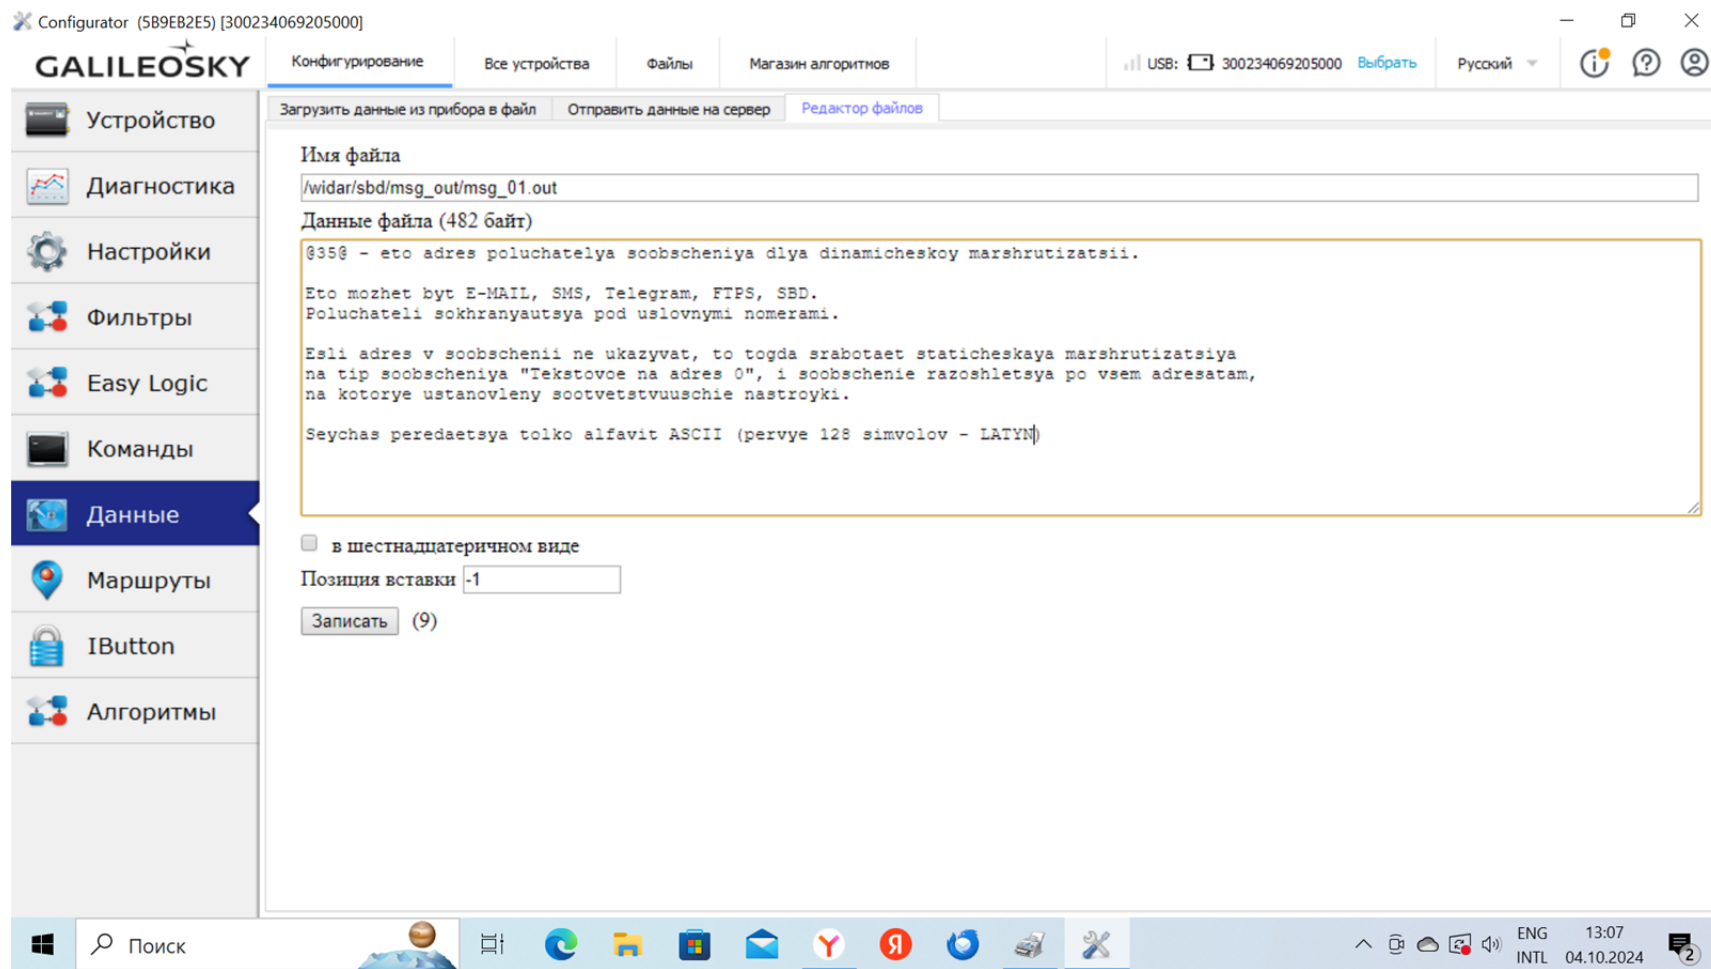 Configurator (5B9EB2E5) [300234069205000]
GALILEOSKY
Конфигурирование
Все устройства
Файлы
Магазин алгоритмов
USB: 300234069205000 Выбрать
Русский
Загрузить данные из прибора в файл
Отправить данные на сервер
Редактор файлов
Устройство
Диагностика
Настройки
Фильтры
Easy Logic
Команды
Данные
Маршруты
IButton
Алгоритмы
Имя файла
/widar/sbd/msg_out/msg_01.out
Данные файла (482 байт)
@35@ - eto adres poluchatelya soobscheniya dlya dinamicheskoy marshrutizatsii.
Eto mozhet byt E-MAIL, SMS, Telegram, FTPS, SBD.
Poluchateli sokhranyautsya pod uslovnymi nomerami.
Esli adres v soobschenii ne ukazyvat, to togda srabotaet staticheskaya marshrutizatsiya
na tip soobscheniya "Tekstovoe na adres 0", i soobschenie razoshletsya po vsem adresatam,
na kotorye ustanovleny sootvetstvuuschie nastroyki.
Seychas peredaetsya tolko alfavit ASCII (pervye 128 simvolov - LATYN)
в шестнадцатеричном виде
Позиция вставки -1
Записать (9)
Поиск
Y
Я
ENG
INTL
13:07
04.10.2024
2